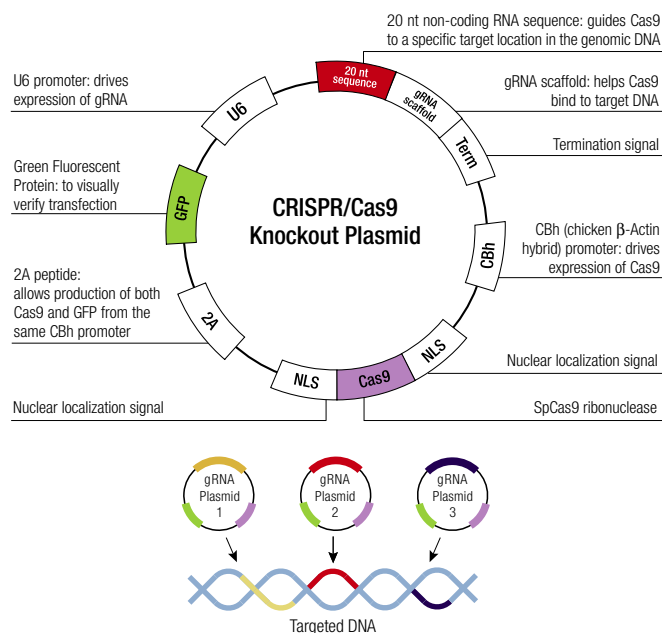 20 nt non-coding RNA sequence: guides Cas9
to a specific target location in the genomic DNA
U6 promoter: drives
expression of gRNA
gRNA scaffold: helps Cas9
bind to target DNA
Termination signal
Green Fluorescent
Protein: to visually
verify transfection
CBh (chicken β-Actin
hybrid) promoter: drives
expression of Cas9
2A peptide:
allows production of both
Cas9 and GFP from the
same CBh promoter
Nuclear localization signal
Nuclear localization signal
SpCas9 ribonuclease
20 nt
sequence
gRNA
scaffold
Term
CBh
NLS
Cas9
NLS
2A
GFP
U6
CRISPR/Cas9
Knockout Plasmid
gRNA
Plasmid
1
gRNA
Plasmid
2
gRNA
Plasmid
3
Targeted DNA